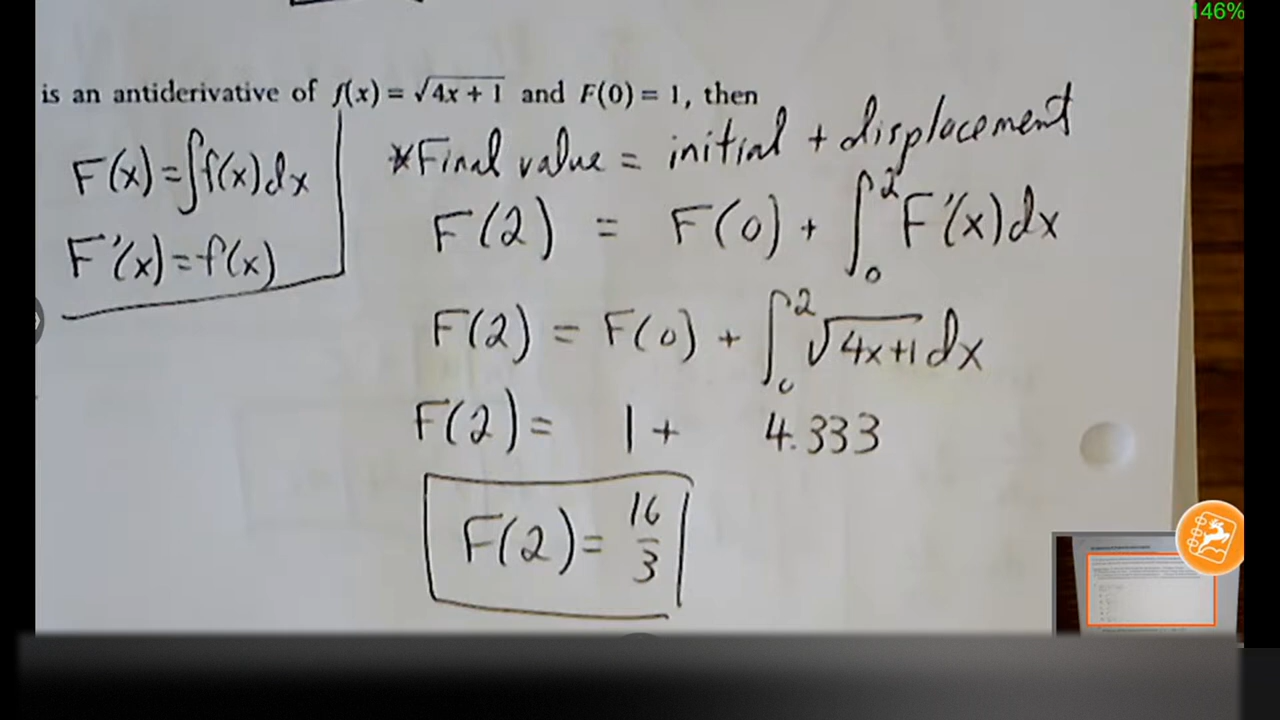 146%
is an antiderivative of f(x) = √4x + 1 and F(0) = 1, then
F(x) = ∫f(x)dx
F'(x) = f(x)
*Final value = initial + displacement
F(2) = F(0) + ∫₀² F'(x)dx
F(2) = F(0) + ∫₀² √4x+1 dx
F(2) = 1 + 4.333
F(2) = 16/3